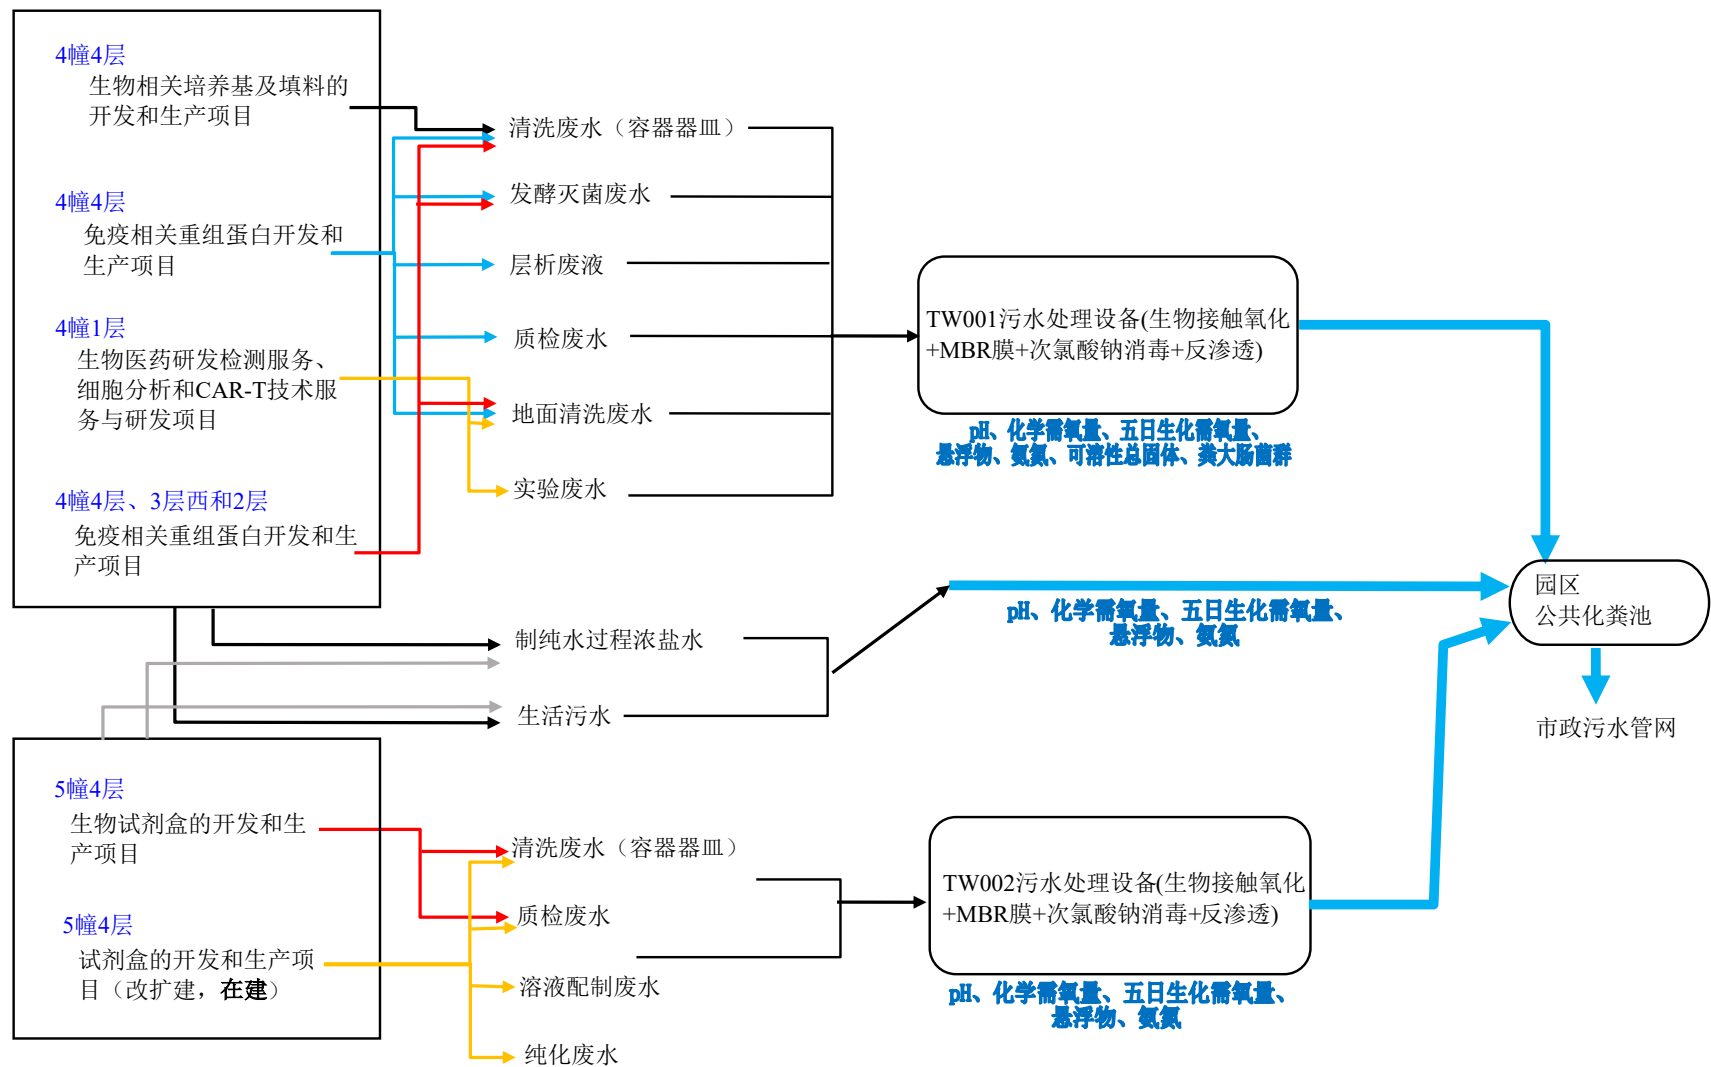 4幢4层
生物相关培养基及填料的
开发和生产项目
4幢4层
免疫相关重组蛋白开发和
生产项目
4幢1层
生物医药研发检测服务、
细胞分析和CAR-T技术服
务与研发项目
4幢4层、3层西和2层
免疫相关重组蛋白开发和生
产项目
清洗废水（容器器皿）
发酵灭菌废水
层析废液
质检废水
地面清洗废水
实验废水
TW001污水处理设备(生物接触氧化
+MBR膜+次氯酸钠消毒+反渗透)
pH、化学需氧量、五日生化需氧量、
悬浮物、氨氮、可溶性总固体、粪大肠菌群
制纯水过程浓盐水
生活污水
pH、化学需氧量、五日生化需氧量、
悬浮物、氨氮
园区
公共化粪池
市政污水管网
5幢4层
生物试剂盒的开发和生
产项目
5幢4层
试剂盒的开发和生产项
目（改扩建，在建）
清洗废水（容器器皿）
质检废水
溶液配制废水
纯化废水
TW002污水处理设备(生物接触氧化
+MBR膜+次氯酸钠消毒+反渗透)
pH、化学需氧量、五日生化需氧量、
悬浮物、氨氮